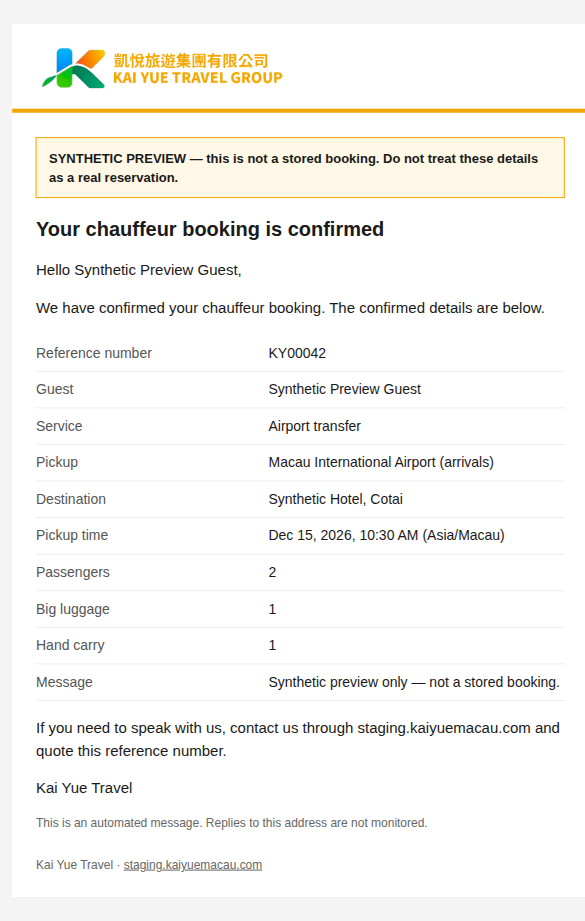 凱悅旅遊集團有限公司
KAI YUE TRAVEL GROUP
SYNTHETIC PREVIEW — this is not a stored booking. Do not treat these details
as a real reservation.
Your chauffeur booking is confirmed
Hello Synthetic Preview Guest,
We have confirmed your chauffeur booking. The confirmed details are below.
Reference number KY00042
Guest Synthetic Preview Guest
Service Airport transfer
Pickup Macau International Airport (arrivals)
Destination Synthetic Hotel, Cotai
Pickup time Dec 15, 2026, 10:30 AM (Asia/Macau)
Passengers 2
Big luggage 1
Hand carry 1
Message Synthetic preview only — not a stored booking.
If you need to speak with us, contact us through staging.kaiyuemacau.com and
quote this reference number.
Kai Yue Travel
This is an automated message. Replies to this address are not monitored.
Kai Yue Travel · staging.kaiyuemacau.com